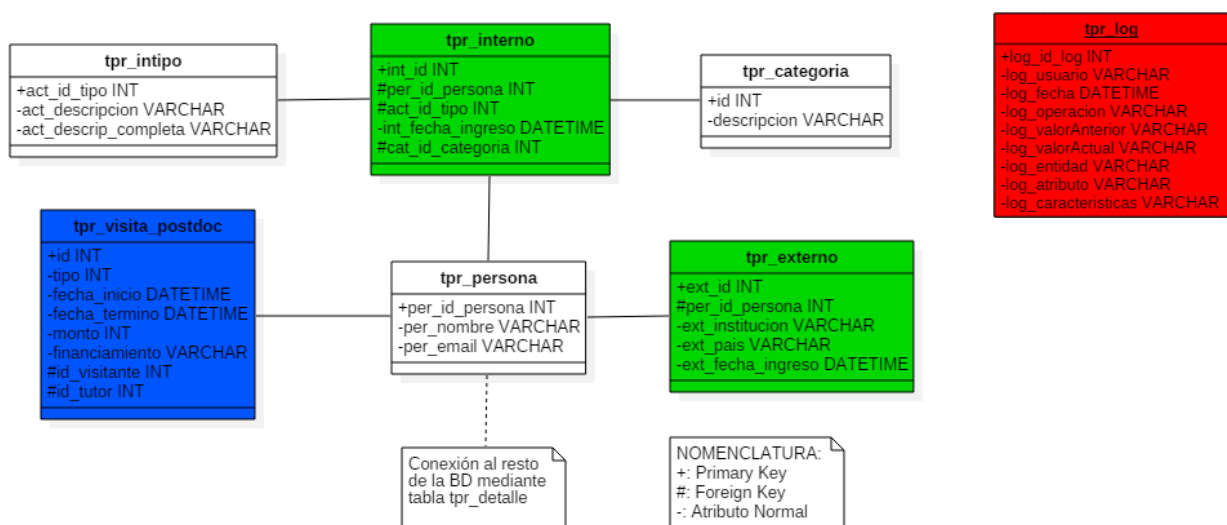 tpr_intipo
+act_id_tipo INT
-act_descripcion VARCHAR
-act_descrip_completa VARCHAR
tpr_interno
+int_id INT
#per_id_persona INT
#act_id_tipo INT
-int_fecha_ingreso DATETIME
#cat_id_categoria INT
tpr_categoria
+id INT
-descripcion VARCHAR
tpr_log
+log_id_log INT
-log_usuario VARCHAR
-log_fecha DATETIME
-log_operacion VARCHAR
-log_valorAnterior VARCHAR
-log_valorActual VARCHAR
-log_entidad VARCHAR
-log_atributo VARCHAR
-log_caracteristicas VARCHAR
tpr_visita_postdoc
+id INT
-tipo INT
-fecha_inicio DATETIME
-fecha_termino DATETIME
-monto INT
-financiamiento VARCHAR
#id_visitante INT
#id_tutor INT
tpr_persona
+per_id_persona INT
-per_nombre VARCHAR
-per_email VARCHAR
tpr_externo
+ext_id INT
#per_id_persona INT
-ext_institucion VARCHAR
-ext_pais VARCHAR
-ext_fecha_ingreso DATETIME
Conexión al resto
de la BD mediante
tabla tpr_detalle
NOMENCLATURA:
+: Primary Key
#: Foreign Key
-: Atributo Normal